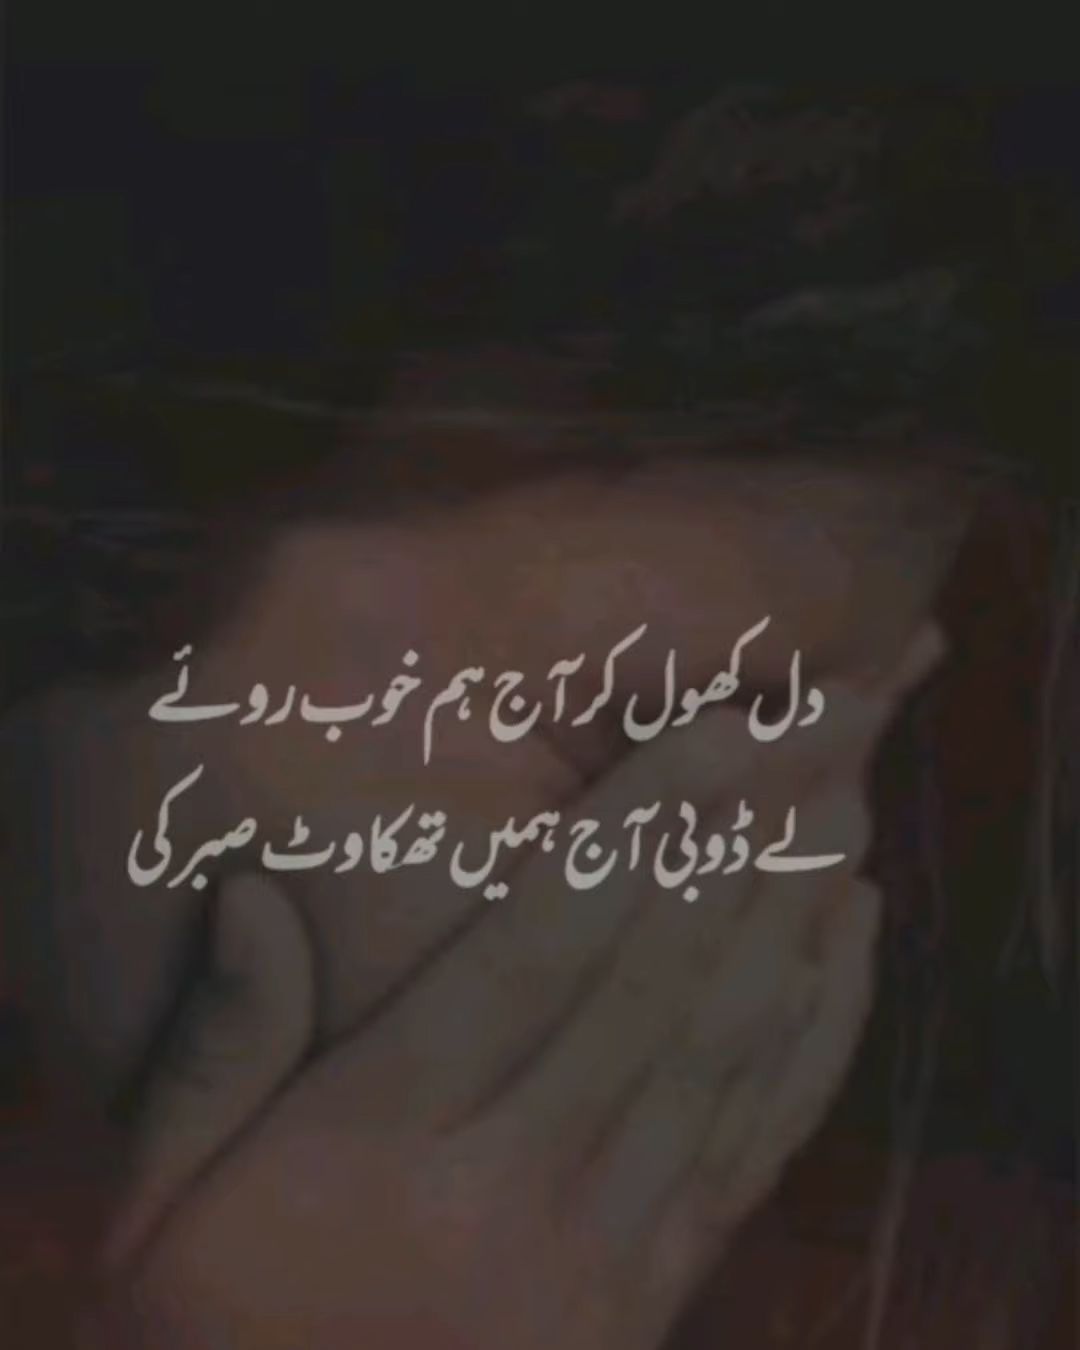 دل کھول کر آج ہم خوب روئے
لے ڈوبی آج ہمیں تھکاوٹ صبر کی